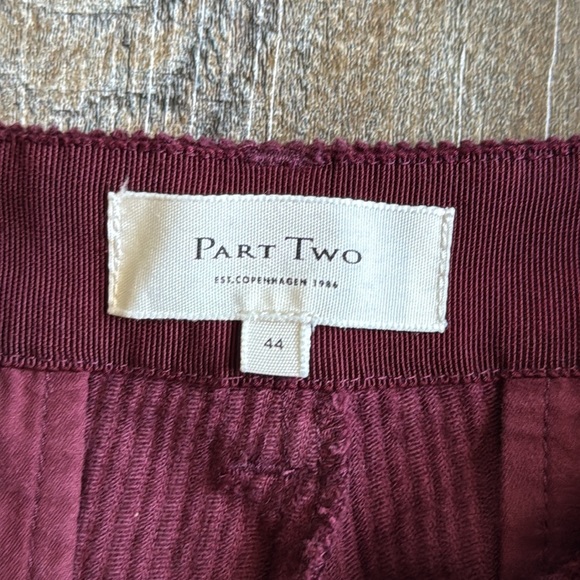 PART TWO
EST. COPENHAGEN 1986
44